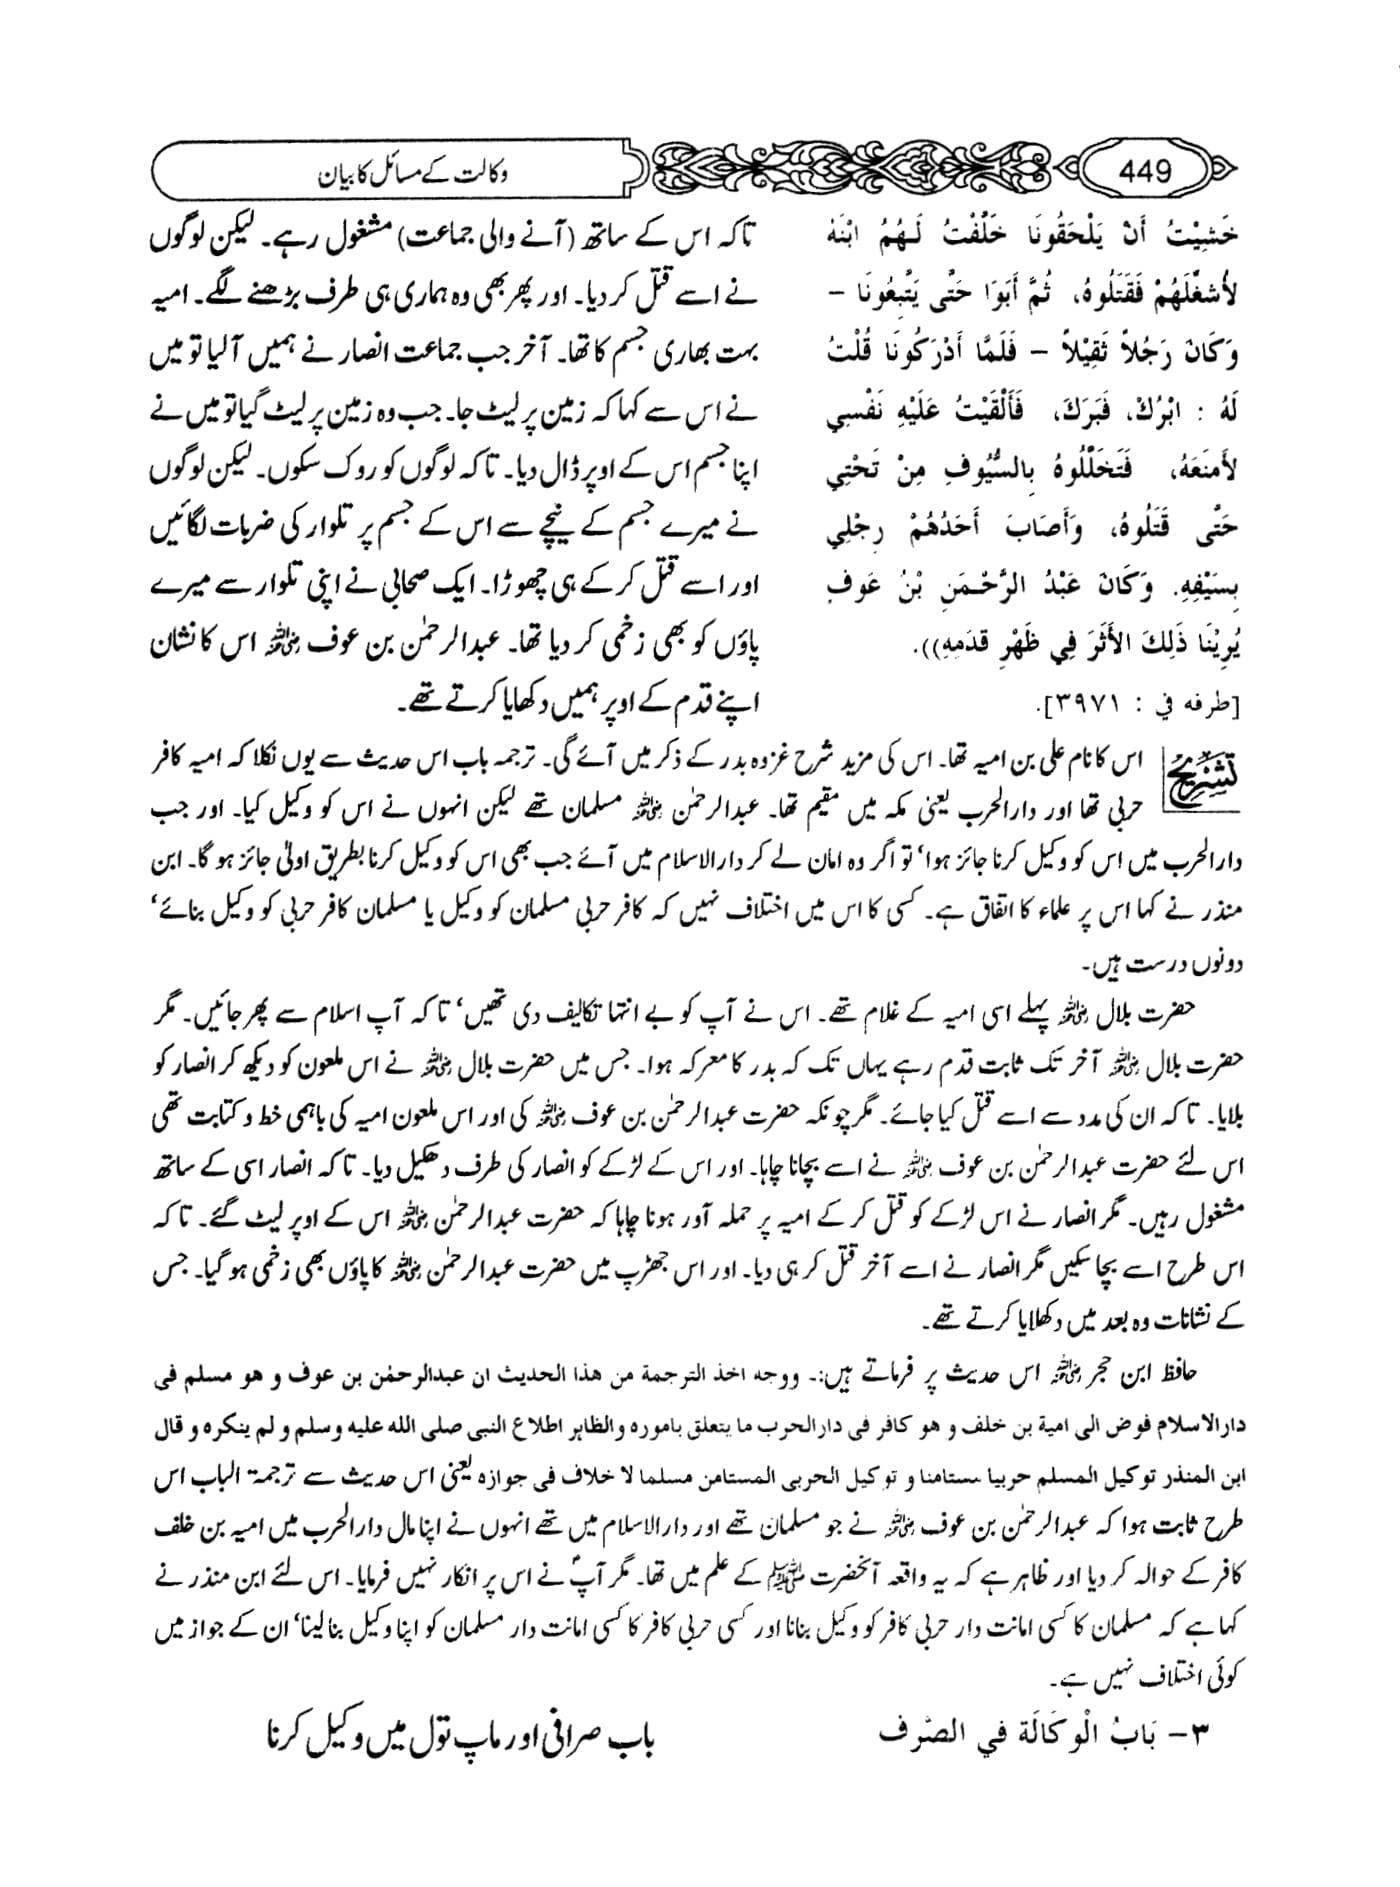 449
وکالت کے مسائل کا بیان
خَشِيْتُ أَنْ يَلْحَقُونَا خَلَّفْتُ لَهُمُ ابْنَهُ
لأَشْغَلَهُمْ فَقَتَلُوهُ، ثُمَّ أَبَوا حَتَّى يَتَّبِعُونَا –
وَكَانَ رَجُلاً ثَقِيْلاً – فَلَمَّا أَدْرَكُونَا قُلْتُ
لَهُ : ابْرُكْ، فَبَرَكَ، فَأَلْقَيْتُ عَلَيْهِ نَفْسِي
لأَمنَعَهُ، فَتَخَلَّلُوهُ بِالسُّيُوفِ مِنْ تَحْتِي
حَتَّى قَتَلُوهُ، وَأَصَابَ أَحَدُهُمْ رِجْلِي
بِسَيْفِهِ. وَكَانَ عَبْدُ الرَّحْمَنِ بْنُ عَوفٍ
يُرِيْنَا ذَلِكَ الأَثَرَ فِي ظَهْرِ قَدَمِهِ)).
[طرفه في : ٣٩٧١].
تاکہ اس کے ساتھ (آنے والی جماعت) مشغول رہے۔ لیکن لوگوں
نے اسے قتل کر دیا۔ اور پھر بھی وہ ہماری ہی طرف بڑھنے لگے۔ امیہ
بہت بھاری جسم کا تھا۔ آخر جب جماعت انصار نے ہمیں آلیا تو میں
نے اس سے کہا کہ زمین پر لیٹ جا۔ جب وہ زمین پر لیٹ گیا تو میں نے
اپنا جسم اس کے اوپر ڈال دیا۔ تاکہ لوگوں کو روک سکوں۔ لیکن لوگوں
نے میرے جسم کے نیچے سے اس کے جسم پر تلوار کی ضربات لگائیں
اور اسے قتل کر کے ہی چھوڑا۔ ایک صحابی نے اپنی تلوار سے میرے
پاؤں کو بھی زخمی کر دیا تھا۔ عبدالرحمٰن بن عوف رضی اللہ عنہ اس کا نشان
اپنے قدم کے اوپر ہمیں دکھایا کرتے تھے۔
تشریح
اس کا نام علی بن امیہ تھا۔ اس کی مزید شرح غزوہ بدر کے ذکر میں آئے گی۔ ترجمہ باب اس حدیث سے یوں نکلا کہ امیہ کافر
حربی تھا اور دارالحرب یعنی مکہ میں مقیم تھا۔ عبدالرحمٰن رضی اللہ عنہ مسلمان تھے لیکن انہوں نے اس کو وکیل کیا۔ اور جب
دارالحرب میں اس کو وکیل کرنا جائز ہوا‘ تو اگر وہ امان لے کر دارالاسلام میں آئے جب بھی اس کو وکیل کرنا بطریق اولیٰ جائز ہوگا۔ ابن
منذر نے کہا اس پر علماء کا اتفاق ہے۔ کسی کا اس میں اختلاف نہیں کہ کافر حربی مسلمان کو وکیل یا مسلمان کافر حربی کو وکیل بنائے‘
دونوں درست ہیں۔
حضرت بلال رضی اللہ عنہ پہلے اسی امیہ کے غلام تھے۔ اس نے آپ کو بے انتہا تکالیف دی تھیں‘ تاکہ آپ اسلام سے پھر جائیں۔ مگر
حضرت بلال رضی اللہ عنہ آخر تک ثابت قدم رہے یہاں تک کہ بدر کا معرکہ ہوا۔ جس میں حضرت بلال رضی اللہ عنہ نے اس ملعون کو دیکھ کر انصار کو
بلایا۔ تاکہ ان کی مدد سے اسے قتل کیا جائے۔ مگر چونکہ حضرت عبدالرحمٰن بن عوف رضی اللہ عنہ کی اور اس ملعون امیہ کی باہمی خط و کتابت تھی
اس لئے حضرت عبدالرحمٰن بن عوف رضی اللہ عنہ نے اسے بچانا چاہا۔ اور اس کے لڑکے کو انصار کی طرف دھکیل دیا۔ تاکہ انصار اسی کے ساتھ
مشغول رہیں۔ مگر انصار نے اس لڑکے کو قتل کر کے امیہ پر حملہ آور ہونا چاہا کہ حضرت عبدالرحمٰن رضی اللہ عنہ اس کے اوپر لیٹ گئے۔ تاکہ
اس طرح اسے بچا سکیں مگر انصار نے اسے آخر قتل کر ہی دیا۔ اور اس جھڑپ میں حضرت عبدالرحمٰن رضی اللہ عنہ کا پاؤں بھی زخمی ہو گیا۔ جس
کے نشانات وہ بعد میں دکھلایا کرتے تھے۔
حافظ ابن حجر رحمۃ اللہ علیہ اس حدیث پر فرماتے ہیں:۔ ووجه اخذ الترجمة من هذا الحديث ان عبدالرحمٰن بن عوف و هو مسلم فى
دارالاسلام فوض الى امية بن خلف و هو كافر فى دارالحرب ما يتعلق باموره والظاهر اطلاع النبى صلى الله عليه وسلم و لم ينكره و قال
ابن المنذر توكيل المسلم حربيا مستامنا و توكيل الحربى المستامن مسلما لا خلاف فى جوازه یعنی اس حدیث سے ترجمۃ الباب اس
طرح ثابت ہوا کہ عبدالرحمٰن بن عوف رضی اللہ عنہ نے جو مسلمان تھے اور دارالاسلام میں تھے انہوں نے اپنا مال دارالحرب میں امیہ بن خلف
کافر کے حوالہ کر دیا اور ظاہر ہے کہ یہ واقعہ آنحضرت صلی اللہ علیہ وسلم کے علم میں تھا۔ مگر آپؐ نے اس پر انکار نہیں فرمایا۔ اس لئے ابن منذر نے
کہا ہے کہ مسلمان کا کسی امانت دار حربی کافر کو وکیل بنانا اور کسی حربی کافر کا کسی امانت دار مسلمان کو اپنا وکیل بنا لینا‘ ان کے جواز میں
کوئی اختلاف نہیں ہے۔
٣– بَابُ الْوَكَالَةِ فِي الصَّرْفِ
باب صرافی اور ماپ تول میں وکیل کرنا